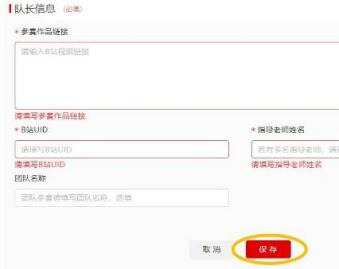 队长信息 (必填)
* 参赛作品链接
请输入B站视频链接
请填写参赛作品链接
* B站UID
* 指导老师姓名
请填写B站UID
若有多名指导老师，请
请填写B站UID
请填写指导老师姓名
团队名称
团队参赛请填写团队名称，选填
取消
保存